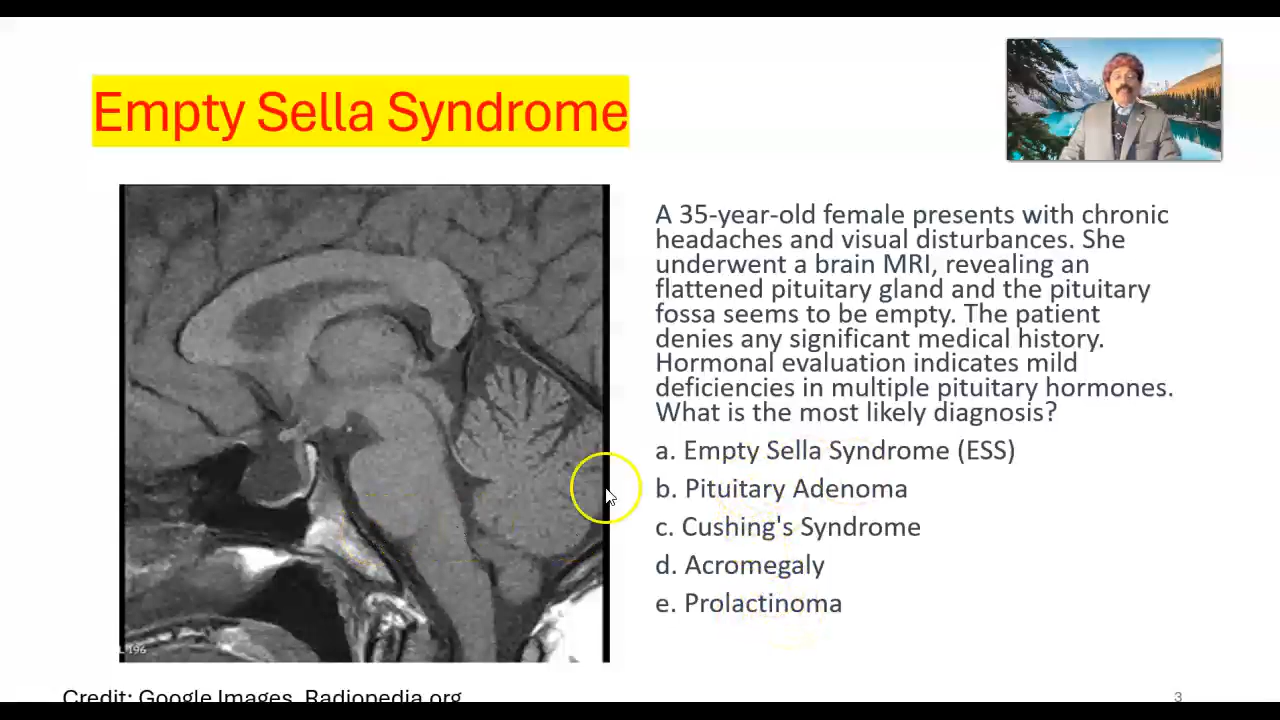 Empty Sella Syndrome
A 35-year-old female presents with chronic
headaches and visual disturbances. She
underwent a brain MRI, revealing an
flattened pituitary gland and the pituitary
fossa seems to be empty. The patient
denies any significant medical history.
Hormonal evaluation indicates mild
deficiencies in multiple pituitary hormones.
What is the most likely diagnosis?
a. Empty Sella Syndrome (ESS)
b. Pituitary Adenoma
c. Cushing's Syndrome
d. Acromegaly
e. Prolactinoma
L 196
Credit: Google Images, Radiopedia.org
3